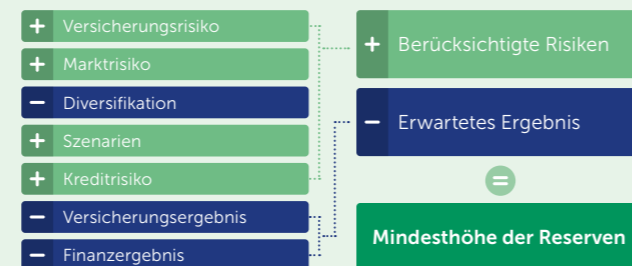 + Versicherungsrisiko
+ Marktrisiko
− Diversifikation
+ Szenarien
+ Kreditrisiko
− Versicherungsergebnis
− Finanzergebnis
+ Berücksichtigte Risiken
− Erwartetes Ergebnis
=
Mindesthöhe der Reserven